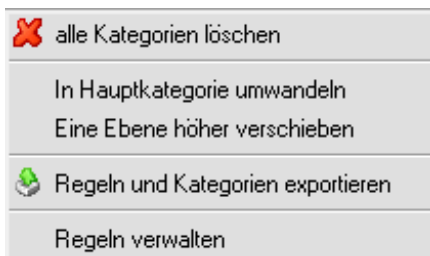 alle Kategorien löschen
In Hauptkategorie umwandeln
Eine Ebene höher verschieben
Regeln und Kategorien exportieren
Regeln verwalten